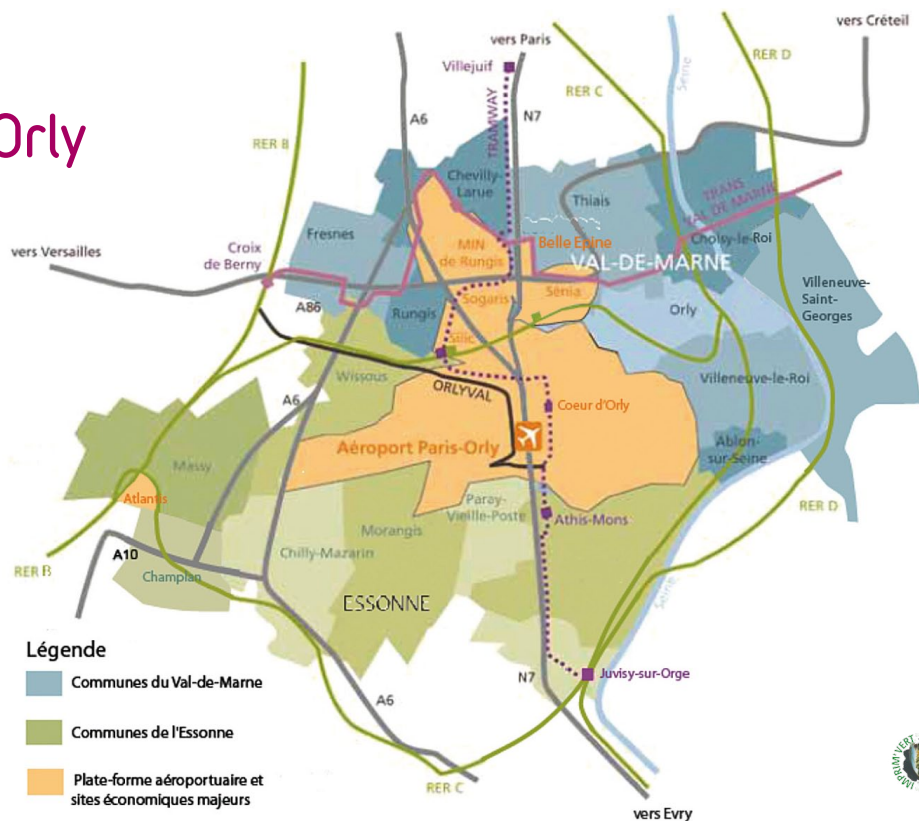 Orly
vers Créteil
vers Paris
Villejuif
RER D
Seine
RER C
A6
N7
TRAMWAY
RER B
Chevilly-
Larue
Thiais
TRANS
VAL DE MARNE
Fresnes
Croix
de Berny
vers Versailles
MIN
de Rungis
Belle Epine
Choisy-le-Roi
VAL-DE-MARNE
Villeneuve-
Saint-
Georges
Sénia
Sogaris
A86
Rungis
Orly
Silic
Wissous
ORLYVAL
Villeneuve-le-Roi
A6
Coeur d'Orly
Aéroport Paris-Orly
Ablon-
sur-Seine
Massy
Atlantis
Paray-
Vieille-Poste
RER D
Athis-Mons
Morangis
Chilly-Mazarin
A10
RER B
Champlan
Seine
ESSONNE
Légende
Communes du Val-de-Marne
Communes de l'Essonne
Plate-forme aéroportuaire et
sites économiques majeurs
Juvisy-sur-Orge
N7
A6
RER C
vers Evry
IMPRIM'VERT